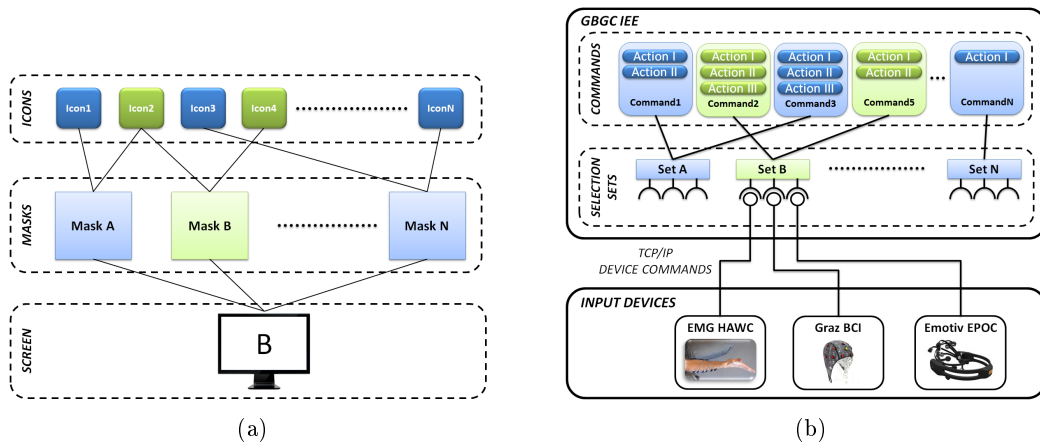 ICONS
Icon1 Icon2 Icon3 Icon4 IconN
MASKS
Mask A Mask B Mask N
SCREEN
B
(a)
GBGC IEE
COMMANDS
Action I Action I Action I Action I Action I
Action II Action II Action II Action II
Action III Action III
Command1 Command2 Command3 Command5 CommandN
SELECTION
SETS
Set A Set B Set N
TCP/IP
DEVICE COMMANDS
INPUT DEVICES
EMG HAWC Graz BCI Emotiv EPOC
(b)